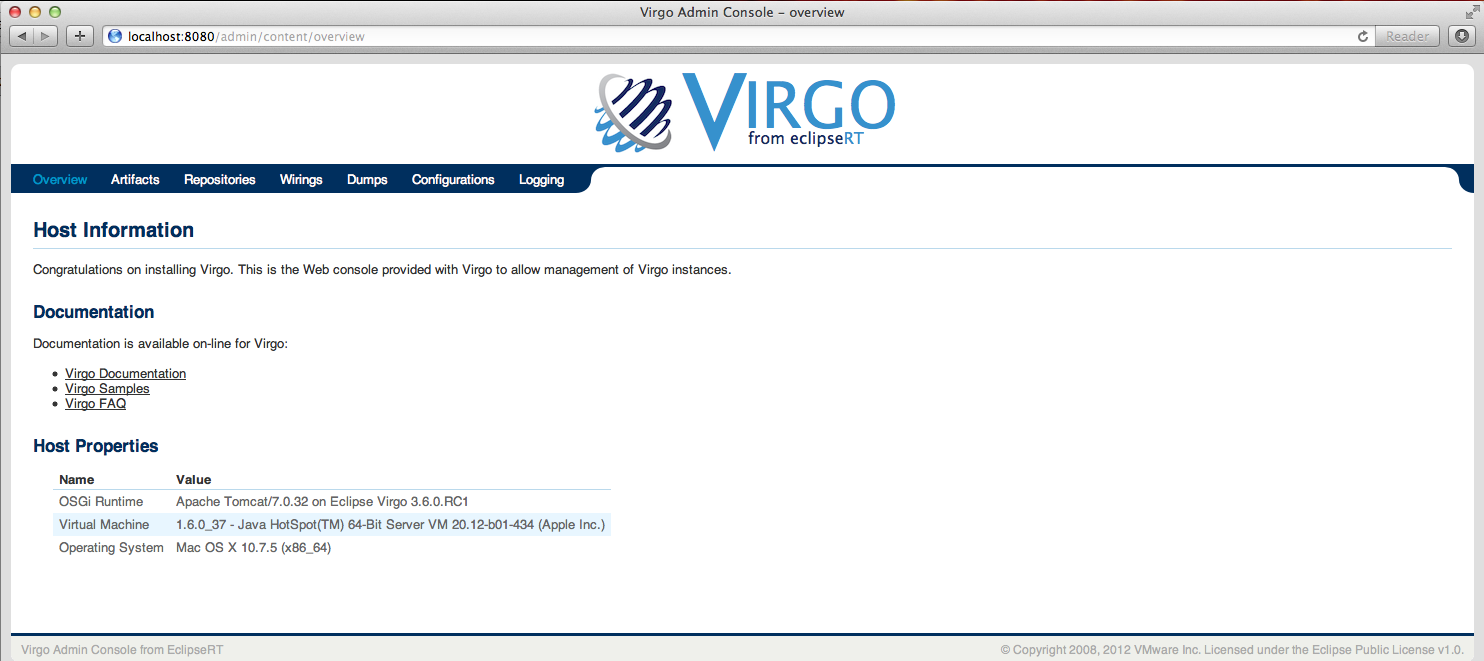 Virgo Admin Console – overview
localhost:8080/admin/content/overview
Reader
VIRGO
from eclipseRT
Overview Artifacts Repositories Wirings Dumps Configurations Logging
Host Information
Congratulations on installing Virgo. This is the Web console provided with Virgo to allow management of Virgo instances.
Documentation
Documentation is available on-line for Virgo:
• Virgo Documentation
• Virgo Samples
• Virgo FAQ
Host Properties
Name Value
OSGi Runtime Apache Tomcat/7.0.32 on Eclipse Virgo 3.6.0.RC1
Virtual Machine 1.6.0_37 - Java HotSpot(TM) 64-Bit Server VM 20.12-b01-434 (Apple Inc.)
Operating System Mac OS X 10.7.5 (x86_64)
Virgo Admin Console from EclipseRT © Copyright 2008, 2012 VMware Inc. Licensed under the Eclipse Public License v1.0.